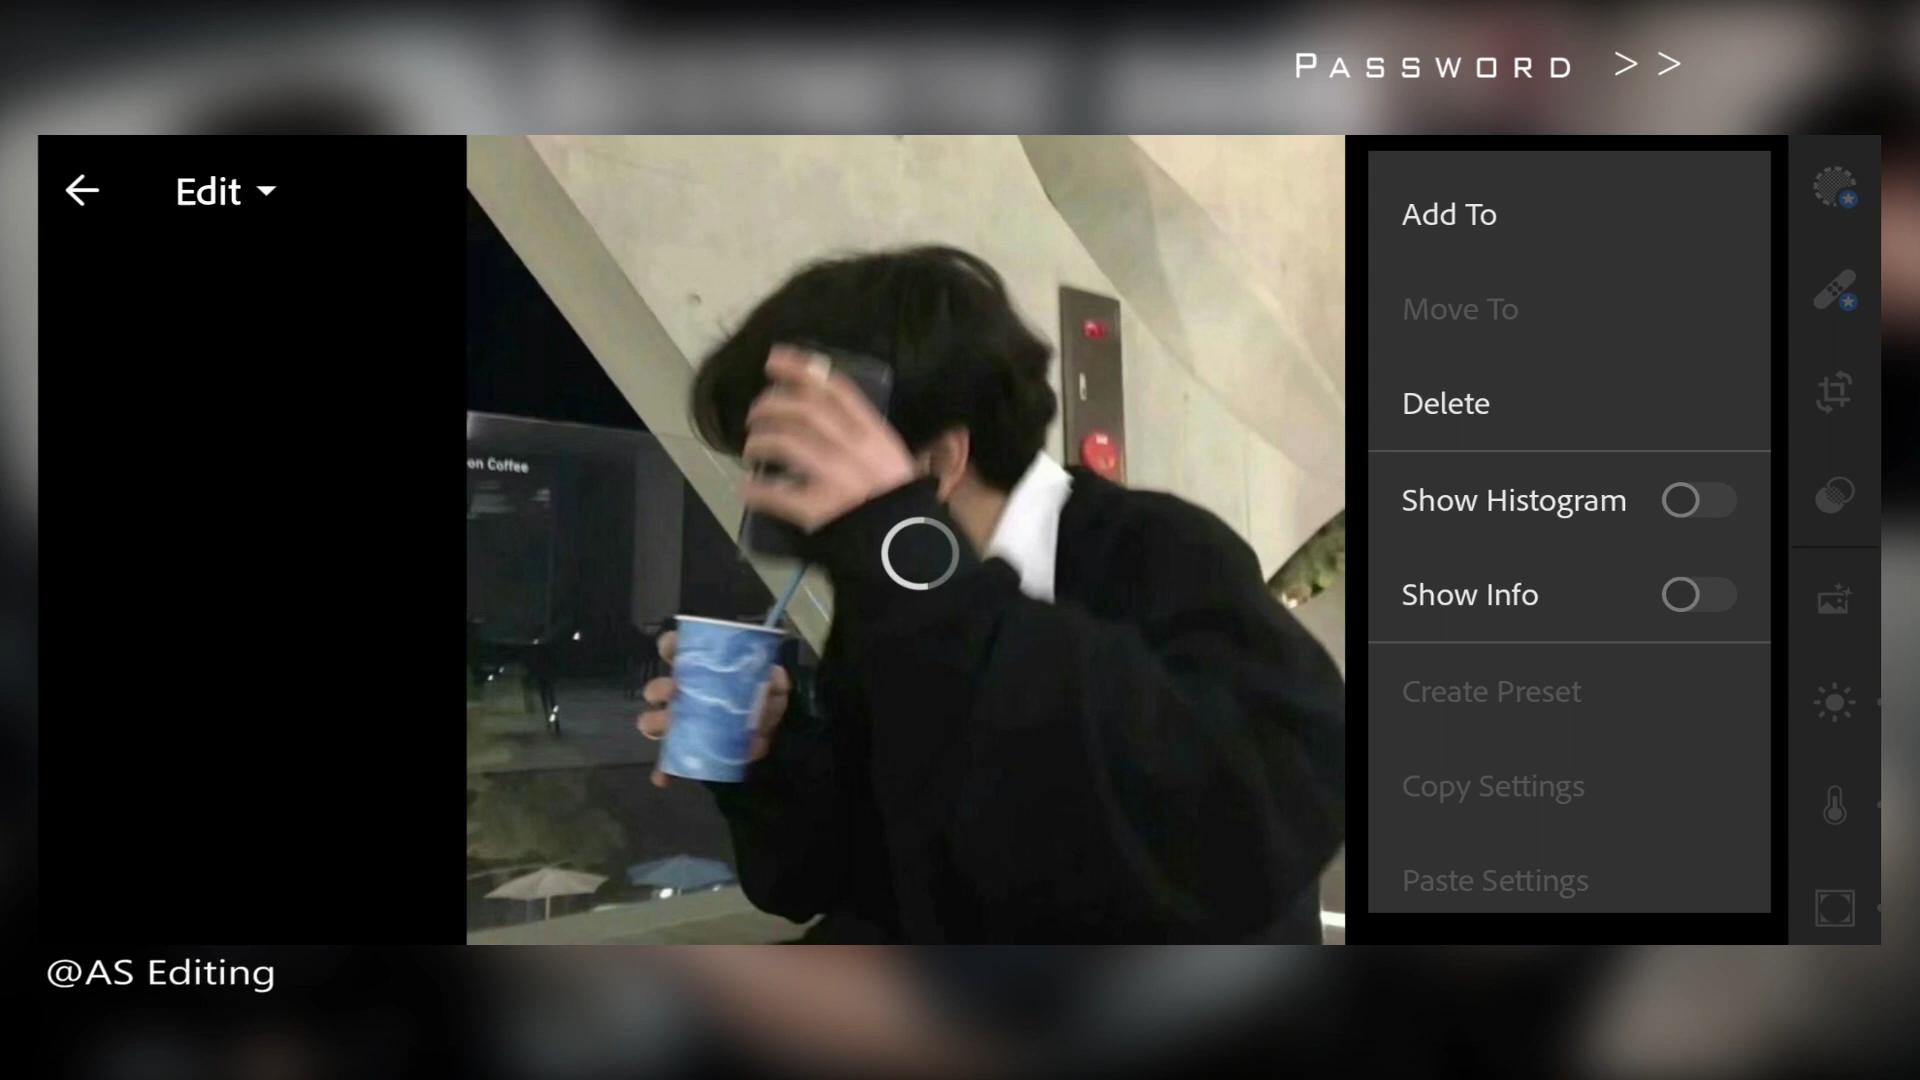 PASSWORD >>
Edit
Add To
Move To
Delete
on Coffee
Show Histogram
Show Info
Create Preset
Copy Settings
Paste Settings
@AS Editing